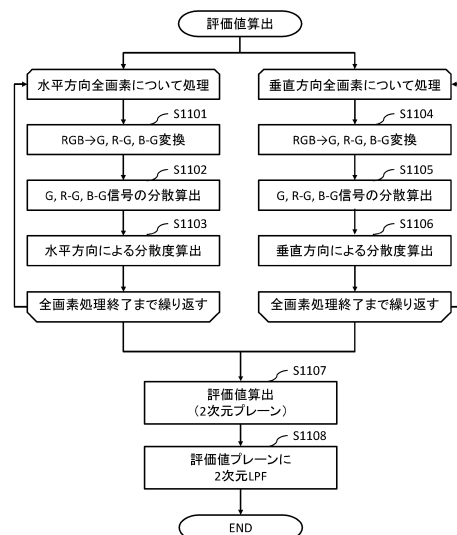 評価値算出
水平方向全画素について処理
S1101
RGB→G, R-G, B-G変換
S1102
G, R-G, B-G信号の分散算出
S1103
水平方向による分散度算出
全画素処理終了まで繰り返す
垂直方向全画素について処理
S1104
RGB→G, R-G, B-G変換
S1105
G, R-G, B-G信号の分散算出
S1106
垂直方向による分散度算出
全画素処理終了まで繰り返す
S1107
評価値算出
(2次元プレーン)
S1108
評価値プレーンに
2次元LPF
END